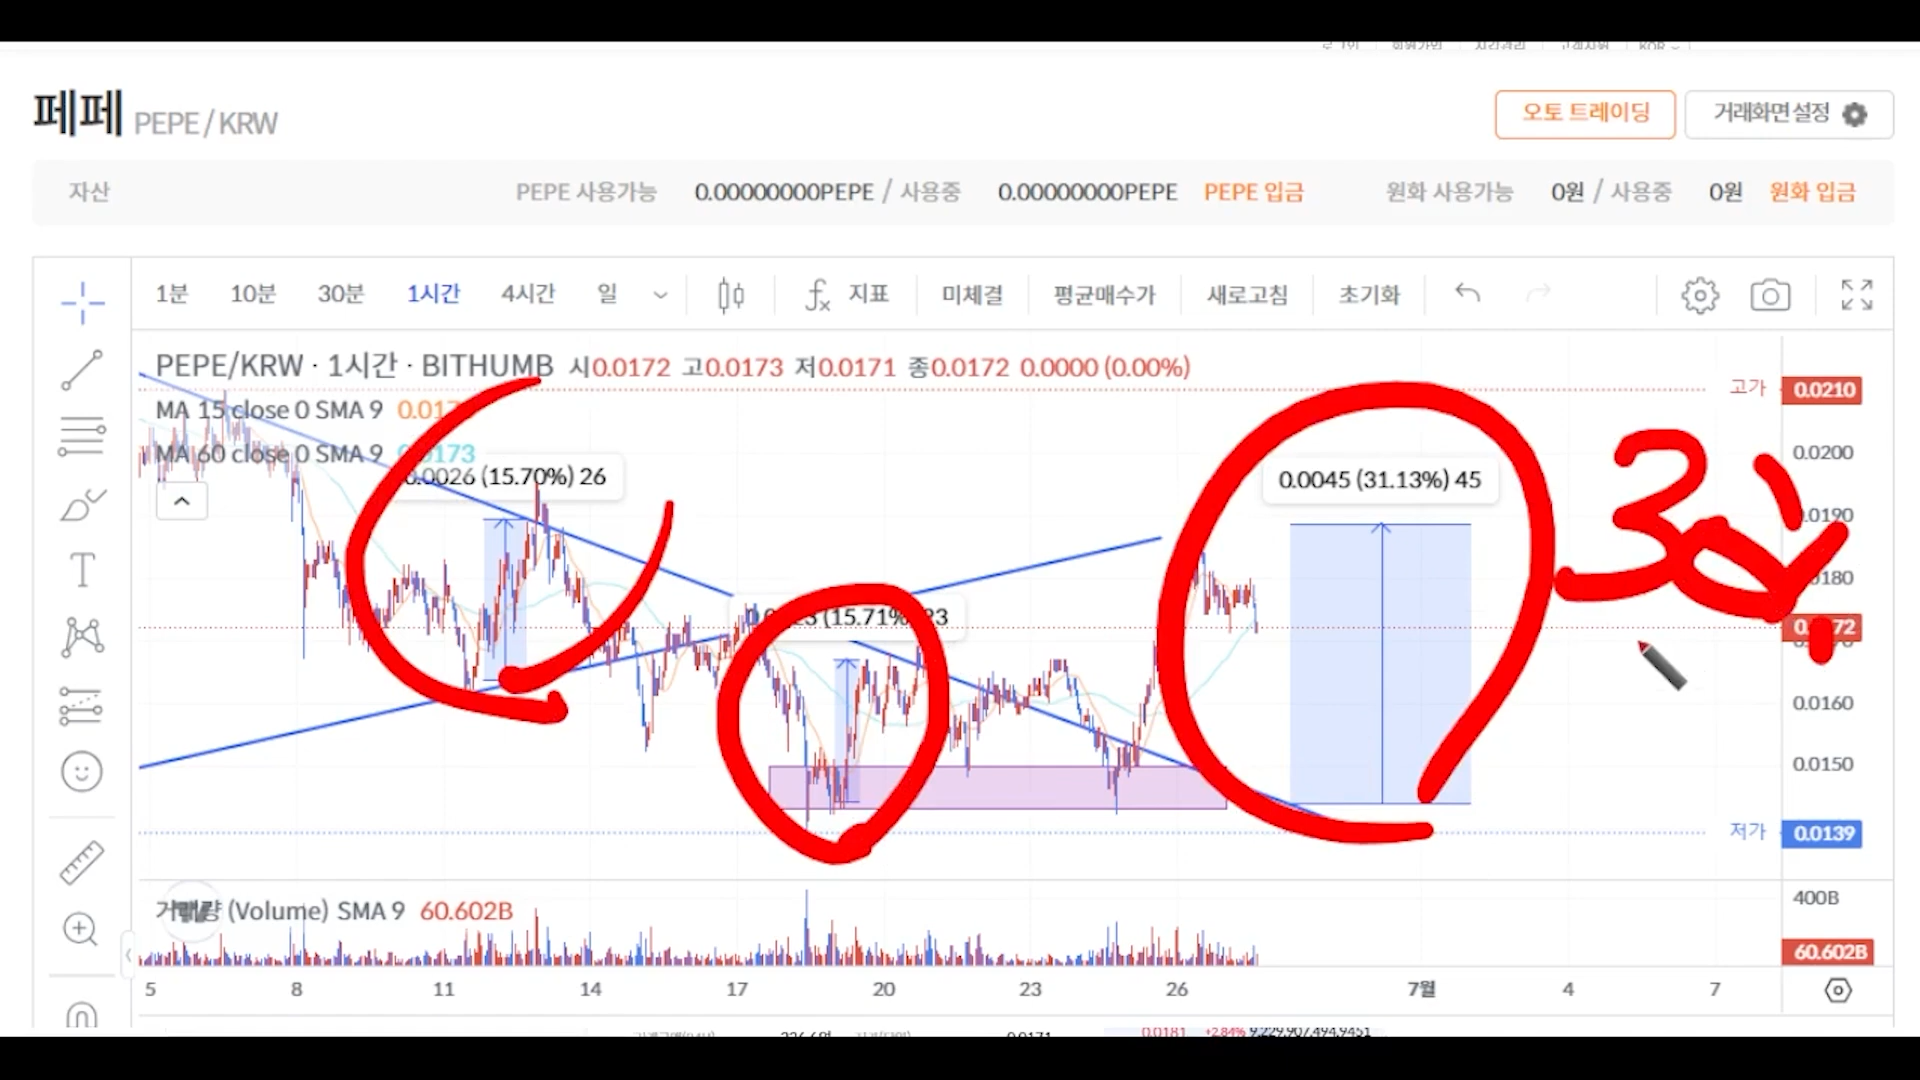 페페 PEPE/KRW
오토 트레이딩
거래화면설정
자산
PEPE 사용가능 0.00000000PEPE / 사용중 0.00000000PEPE PEPE 입금
원화 사용가능 0원 / 사용중 0원 원화 입금
1분 10분 30분 1시간 4시간 일 지표 미체결 평균매수가 새로고침 초기화
PEPE/KRW · 1시간 · BITHUMB 시0.0172 고0.0173 저0.0171 종0.0172 0.0000 (0.00%)
고가 0.0210
MA 15 close 0 SMA 9
MA 60 close 0 SMA 9
0.0026 (15.70%) 26
0.0045 (31.13%) 45
0.0200
0.0190
0.0180
0.0160
0.0150
저가 0.0139
(Volume) SMA 9 60.602B
400B
60.602B
5 8 11 14 17 20 23 26 7월 4 7
0.0181 +2.84%